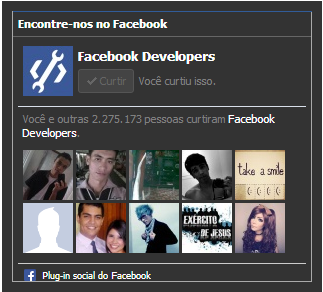 Encontre-nos no Facebook
Facebook Developers
Curtir Você curtiu isso.
Você e outras 2.275.173 pessoas curtiram Facebook
Developers.
take a smile
EXÉRCITO
DE JESUS
Plug-in social do Facebook